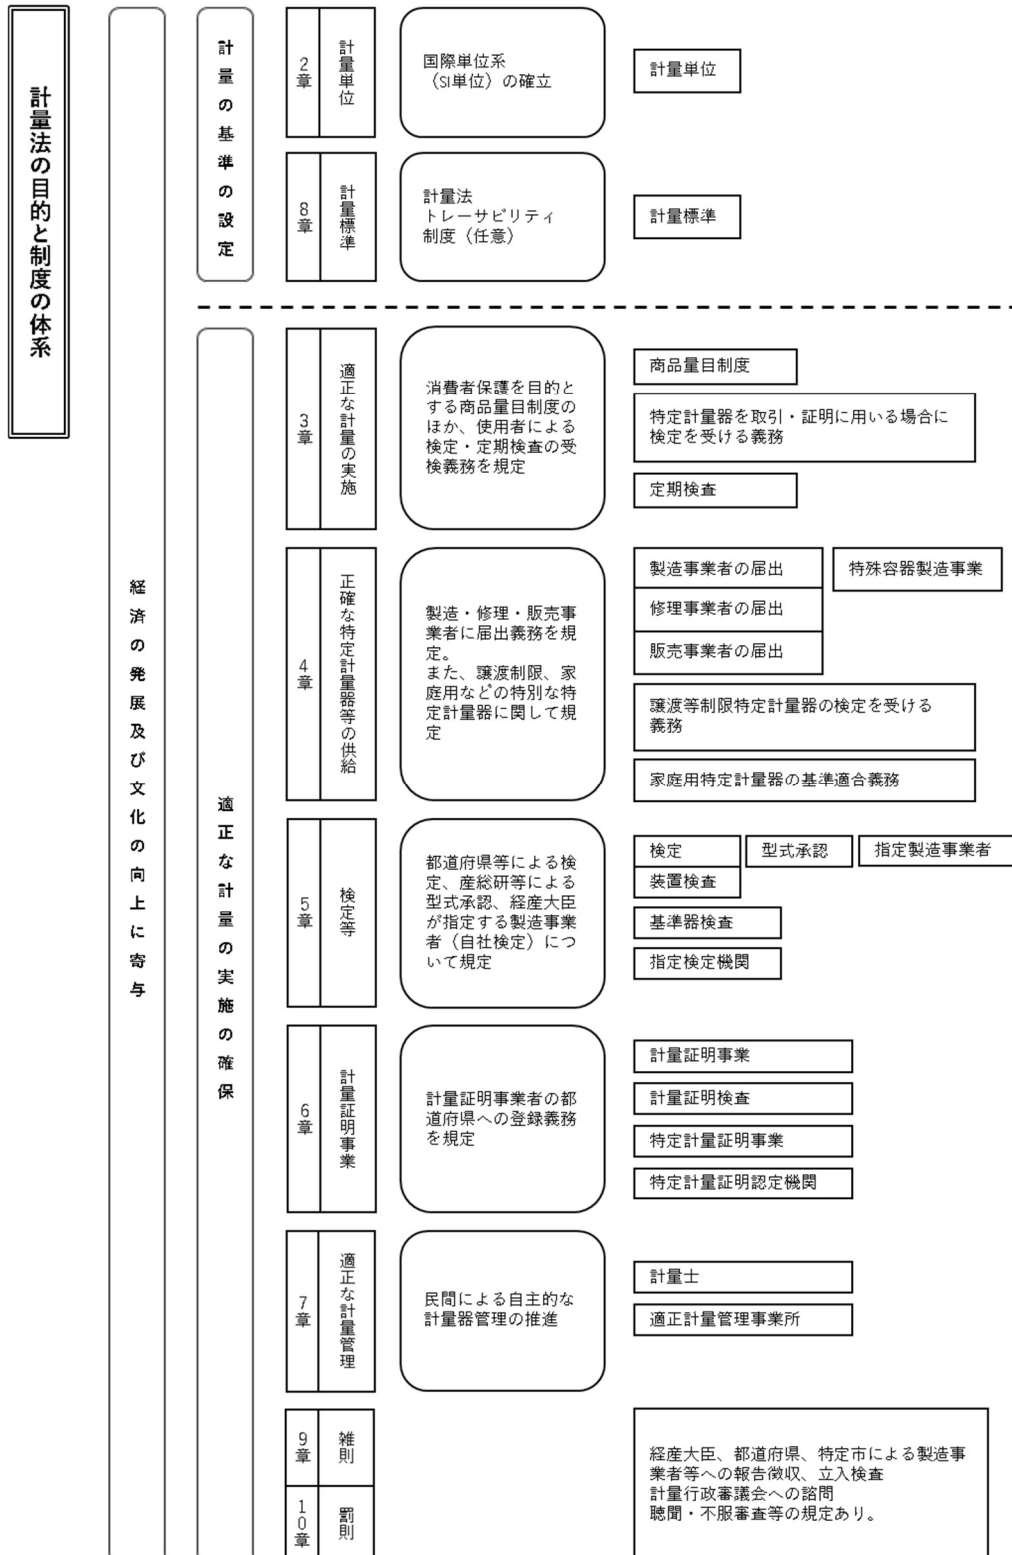 計量法の目的と制度の体系
経済の発展及び文化の向上に寄与
計量の基準の設定
2章
計量単位
国際単位系
（SI単位）の確立
計量単位
8章
計量標準
計量法
トレーサビリティ
制度（任意）
計量標準
適正な計量の実施の確保
3章
適正な計量の実施
消費者保護を目的と
する商品量目制度の
ほか、使用者による
検定・定期検査の受
検義務を規定
商品量目制度
特定計量器を取引・証明に用いる場合に
検定を受ける義務
定期検査
4章
正確な特定計量器等の供給
製造・修理・販売事
業者に届出義務を規
定。
また、譲渡制限、家
庭用などの特別な特
定計量器に関して規
定
製造事業者の届出
特殊容器製造事業
修理事業者の届出
販売事業者の届出
譲渡等制限特定計量器の検定を受ける
義務
家庭用特定計量器の基準適合義務
5章
検定等
都道府県等による検
定、産総研等による
型式承認、経産大臣
が指定する製造事業
者（自社検定）につ
いて規定
検定
型式承認
指定製造事業者
装置検査
基準器検査
指定検定機関
6章
計量証明事業
計量証明事業者の都
道府県への登録義務
を規定
計量証明事業
計量証明検査
特定計量証明事業
特定計量証明認定機関
7章
適正な計量管理
民間による自主的な
計量器管理の推進
計量士
適正計量管理事業所
9章
雑則
10章
罰則
経産大臣、都道府県、特定市による製造事
業者等への報告徴収、立入検査
計量行政審議会への諮問
聴聞・不服審査等の規定あり。